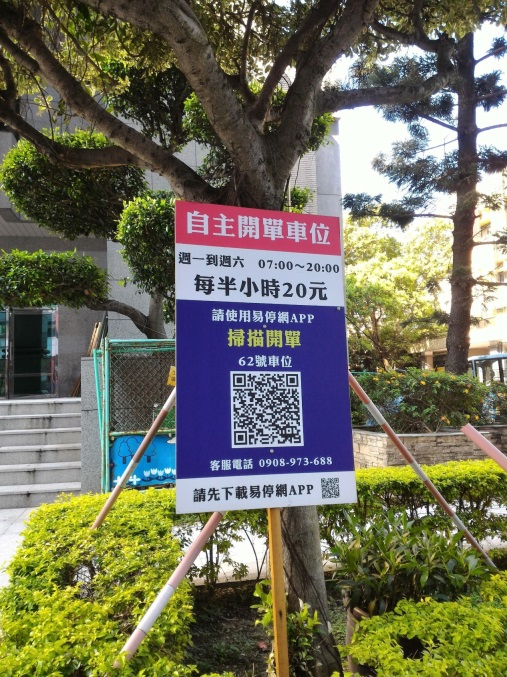 自主開單車位
週一到週六 07:00~20:00
每半小時20元
請使用易停網APP
掃描開單
62號車位
客服電話 0908-973-688
請先下載易停網APP